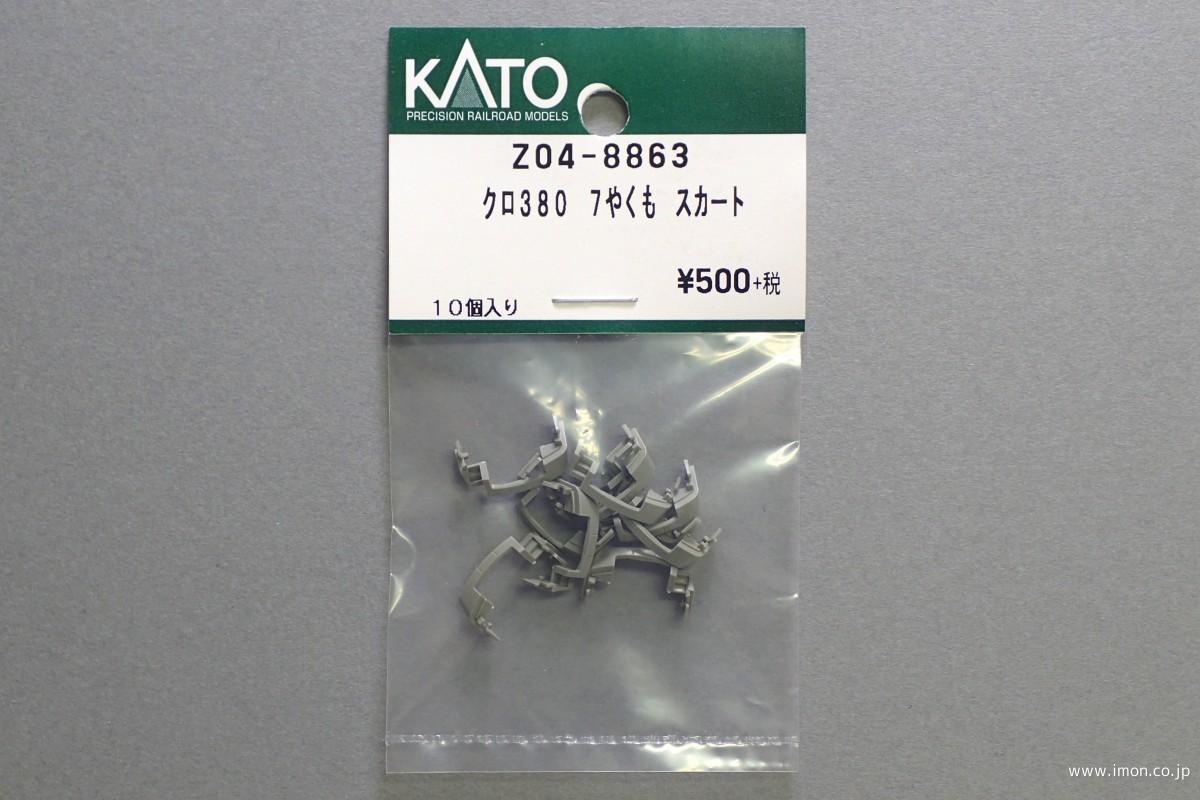 KATO
PRECISION RAILROAD MODELS
Z04-8863
クロ380 7やくも スカート
¥500+税
10個入り
www.imon.co.jp